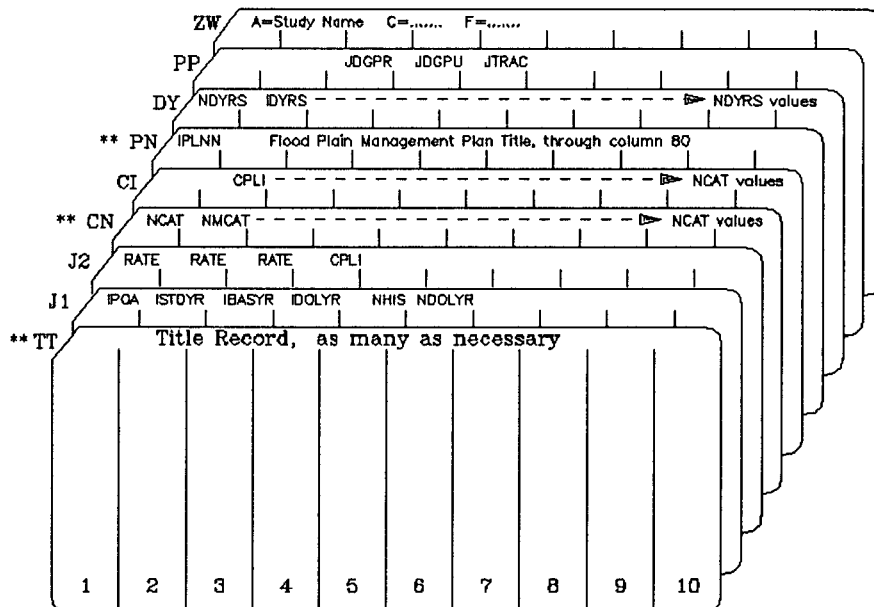 ZW A=Study Name C=....... F=.......
PP JDGPR JDGPU JTRAC
DY NDYRS IDYRS NDYRS values
** PN IPLNN Flood Plain Management Plan Title, through column 80
CI CPLI NCAT values
** CN NCAT NMCAT NCAT values
J2 RATE RATE RATE CPLI
J1 IPQA ISTDYR IBASYR IDOLYR NHIS NDOLYR
** TT Title Record, as many as necessary
1 2 3 4 5 6 7 8 9 10